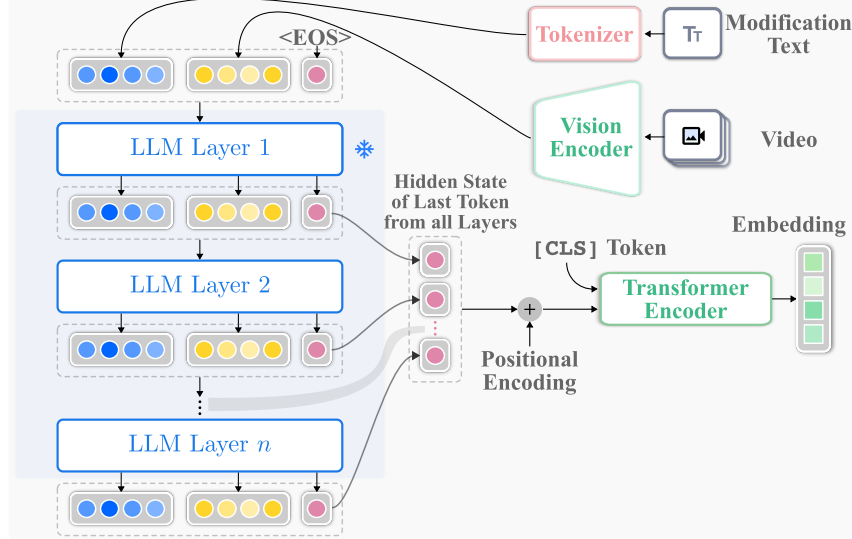 <EOS>
Tokenizer
TT
Modification
Text
Vision
Encoder
Video
LLM Layer 1
Hidden State
of Last Token
from all Layers
LLM Layer 2
[CLS] Token
Embedding
Transformer
Encoder
+
Positional
Encoding
LLM Layer n